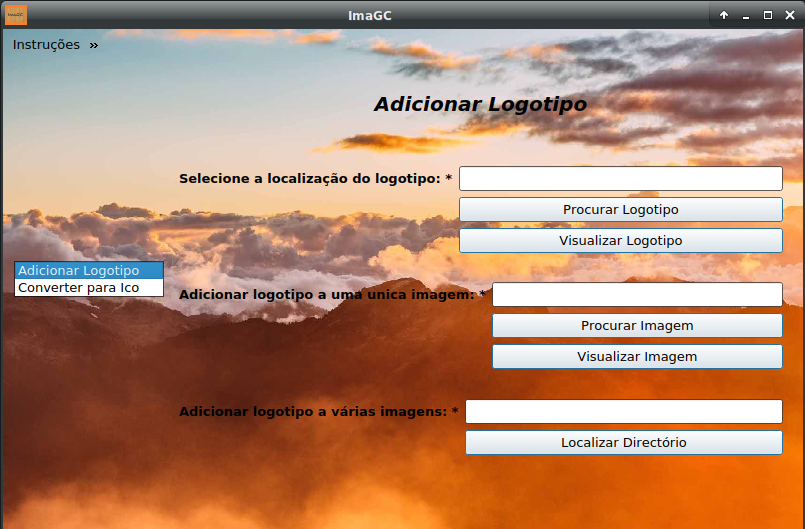 ImaGC
Instruções »
Adicionar Logotipo
Selecione a localização do logotipo: *
Procurar Logotipo
Visualizar Logotipo
Adicionar Logotipo
Converter para Ico
Adicionar logotipo a uma unica imagem: *
Procurar Imagem
Visualizar Imagem
Adicionar logotipo a várias imagens: *
Localizar Directório